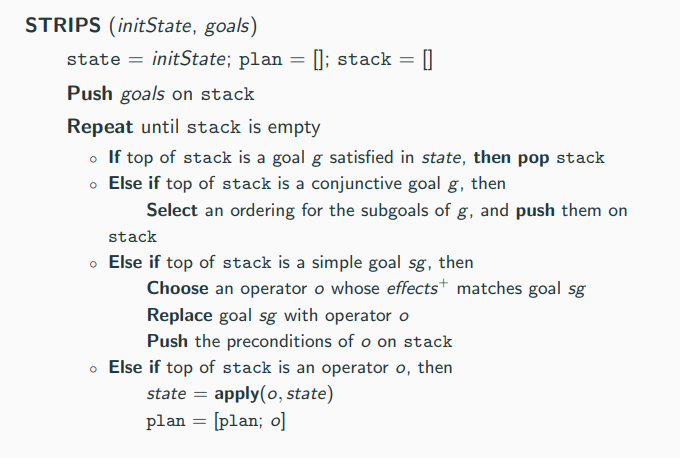 STRIPS (initState, goals)
state = initState; plan = []; stack = []
Push goals on stack
Repeat until stack is empty
◦ If top of stack is a goal g satisfied in state, then pop stack
◦ Else if top of stack is a conjunctive goal g, then
Select an ordering for the subgoals of g, and push them on
stack
◦ Else if top of stack is a simple goal sg, then
Choose an operator o whose effects⁺ matches goal sg
Replace goal sg with operator o
Push the preconditions of o on stack
◦ Else if top of stack is an operator o, then
state = apply(o, state)
plan = [plan; o]